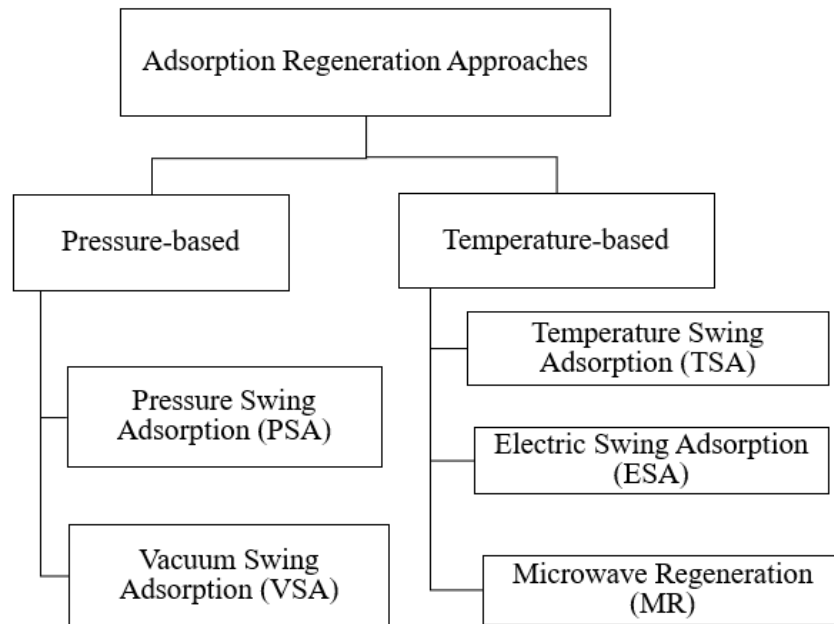 Adsorption Regeneration Approaches
Pressure-based
Temperature-based
Pressure Swing
Adsorption (PSA)
Vacuum Swing
Adsorption (VSA)
Temperature Swing
Adsorption (TSA)
Electric Swing Adsorption
(ESA)
Microwave Regeneration
(MR)